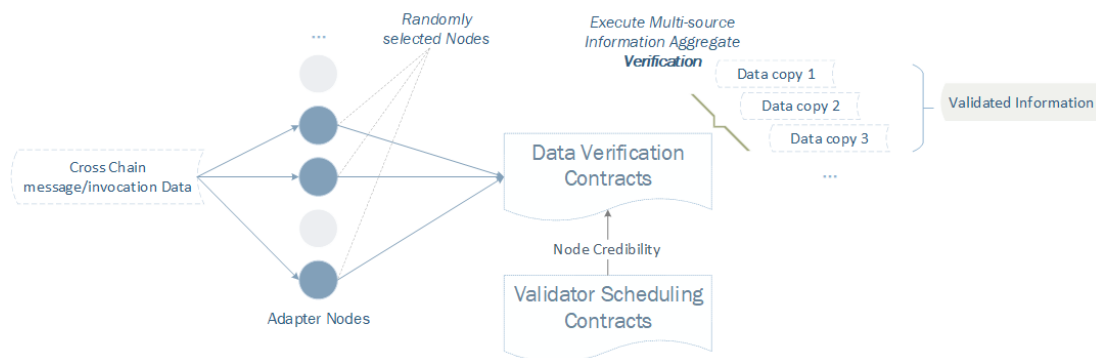 ...
Randomly
selected Nodes
Execute Multi-source
Information Aggregate
Verification
Data copy 1
Data copy 2
Data copy 3
...
Validated Information
Cross Chain
message/invocation Data
Data Verification
Contracts
Node Credibility
Validator Scheduling
Contracts
Adapter Nodes